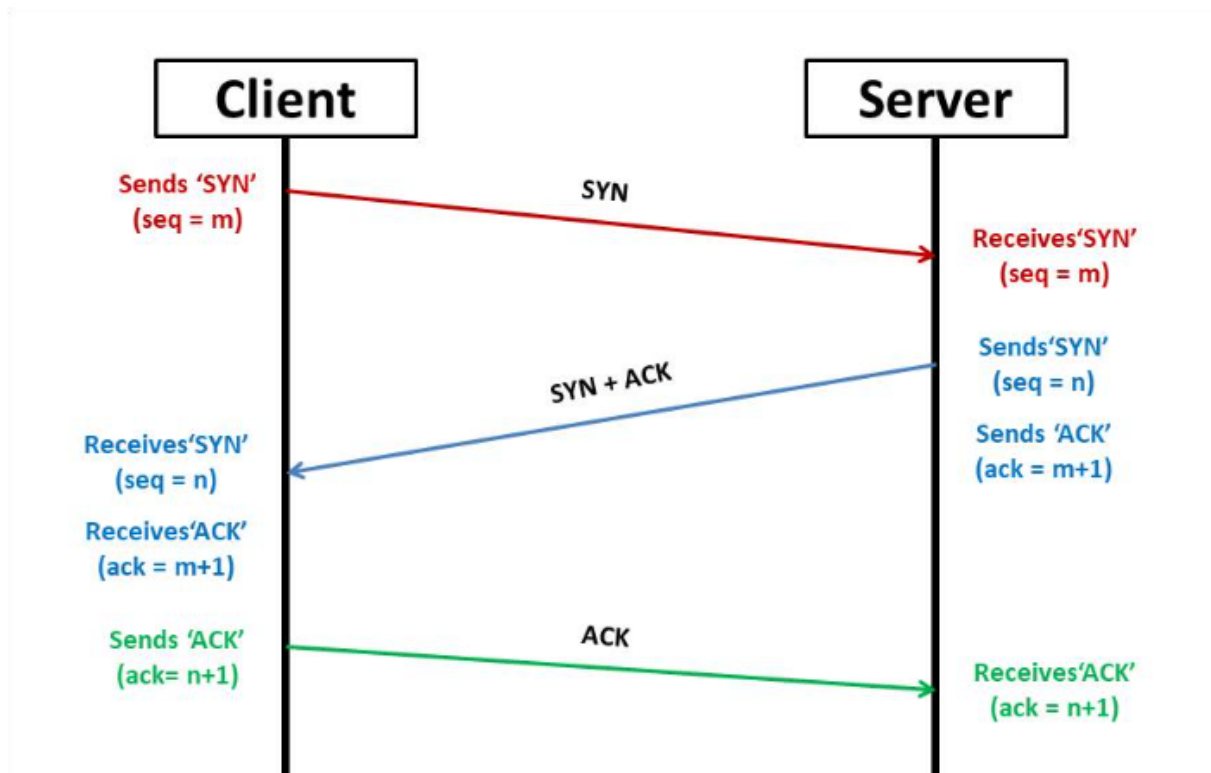 Client
Server
Sends ‘SYN’
(seq = m)
SYN
Receives‘SYN’
(seq = m)
Sends‘SYN’
(seq = n)
SYN + ACK
Sends ‘ACK’
(ack = m+1)
Receives‘SYN’
(seq = n)
Receives‘ACK’
(ack = m+1)
Sends ‘ACK’
(ack= n+1)
ACK
Receives‘ACK’
(ack = n+1)